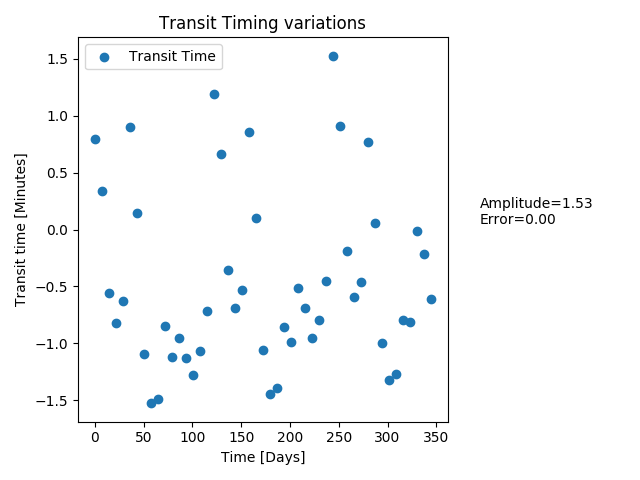 Transit Timing variations
Transit Time
1.5
1.0
0.5
0.0
−0.5
−1.0
−1.5
Transit time [Minutes]
Amplitude=1.53
Error=0.00
0 50 100 150 200 250 300 350
Time [Days]